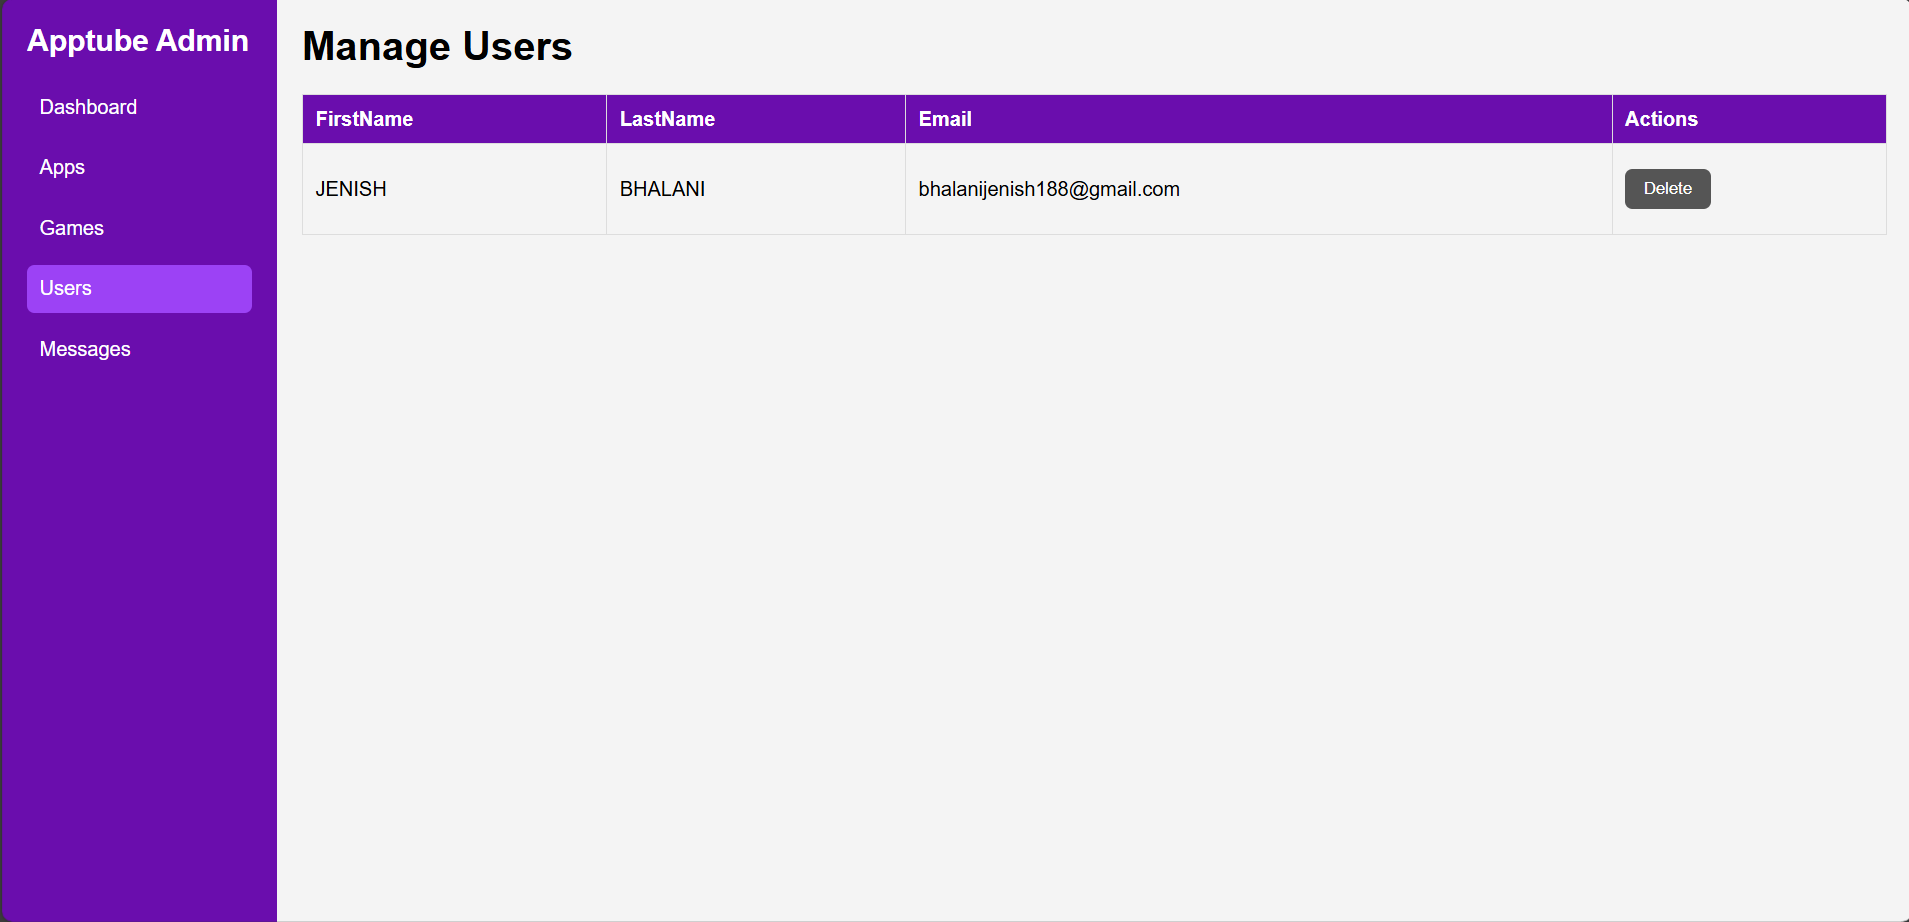 Apptube Admin
Dashboard
Apps
Games
Users
Messages
Manage Users
FirstName LastName Email Actions
JENISH BHALANI bhalanijenish188@gmail.com Delete